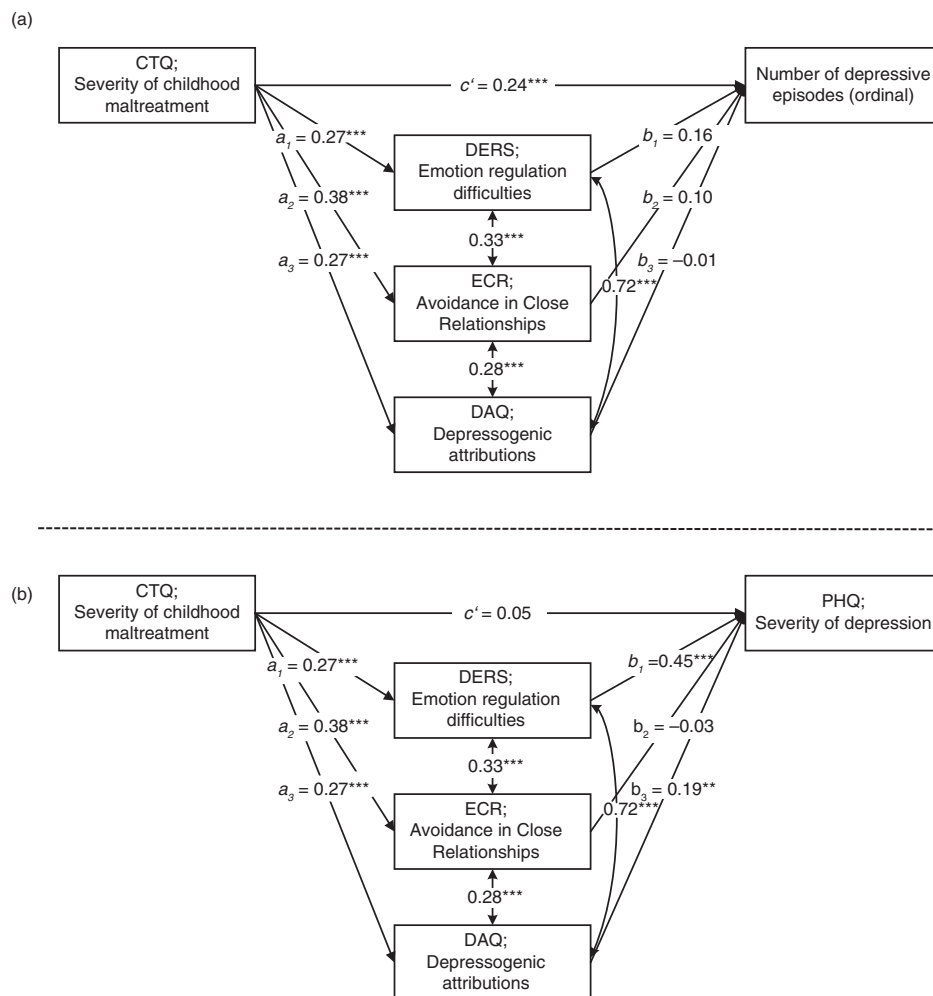 (a)
CTQ;
Severity of childhood
maltreatment
Number of depressive
episodes (ordinal)
c‘ = 0.24***
a1 = 0.27***
a2 = 0.38***
a3 = 0.27***
DERS;
Emotion regulation
difficulties
b1 = 0.16
b2 = 0.10
b3 = –0.01
0.33***
0.72***
ECR;
Avoidance in Close
Relationships
0.28***
DAQ;
Depressogenic
attributions
(b)
CTQ;
Severity of childhood
maltreatment
PHQ;
Severity of depression
c‘ = 0.05
a1 = 0.27***
a2 = 0.38***
a3 = 0.27***
DERS;
Emotion regulation
difficulties
b1 =0.45***
b2 = –0.03
b3 = 0.19**
0.33***
0.72***
ECR;
Avoidance in Close
Relationships
0.28***
DAQ;
Depressogenic
attributions